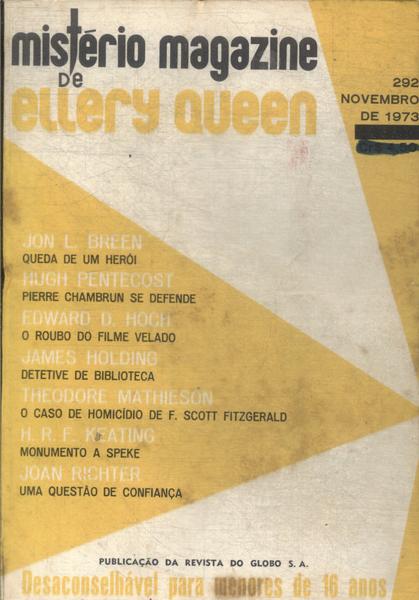 mistério magazine
DE
ellery queen
292
NOVEMBRO
DE 1973
JON L. BREEN
QUEDA DE UM HERÓI
HUGH PENTECOST
PIERRE CHAMBRUN SE DEFENDE
EDWARD D. HOCH
O ROUBO DO FILME VELADO
JAMES HOLDING
DETETIVE DE BIBLIOTECA
THEODORE MATHIESON
O CASO DE HOMICÍDIO DE F. SCOTT FITZGERALD
H. R. F. KEATING
MONUMENTO A SPEKE
JOAN RICHTER
UMA QUESTÃO DE CONFIANÇA
PUBLICAÇÃO DA REVISTA DO GLOBO S. A.
Desaconselhável para menores de 16 anos